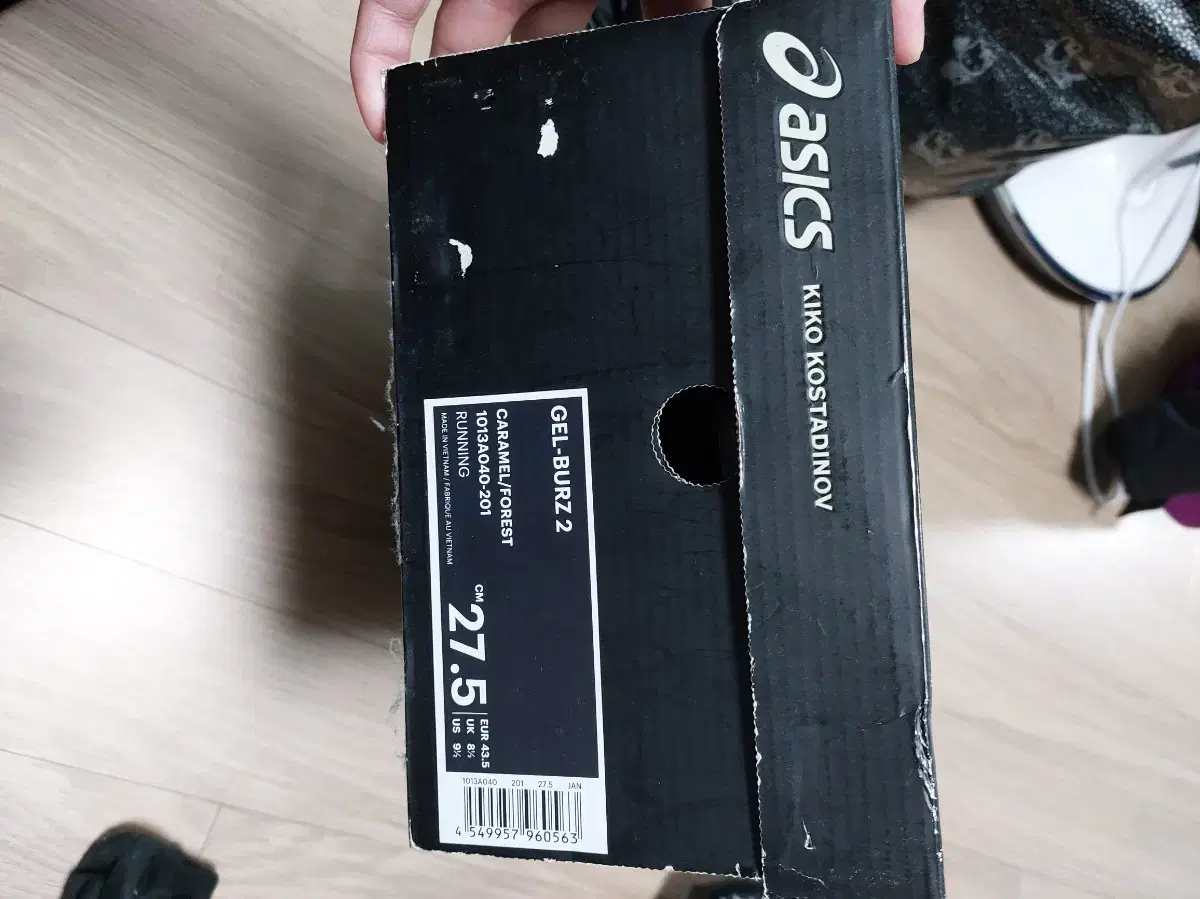 asics KIKO KOSTADINOV
GEL-BURZ 2
CARAMEL/FOREST
1013A040-201
RUNNING
MADE IN VIETNAM / FABRIQUE AU VIETNAM
CM 27.5
EUR 43.5
UK 8½
US 9½
1013A040 201 27.5 JAN
4 549957 960563